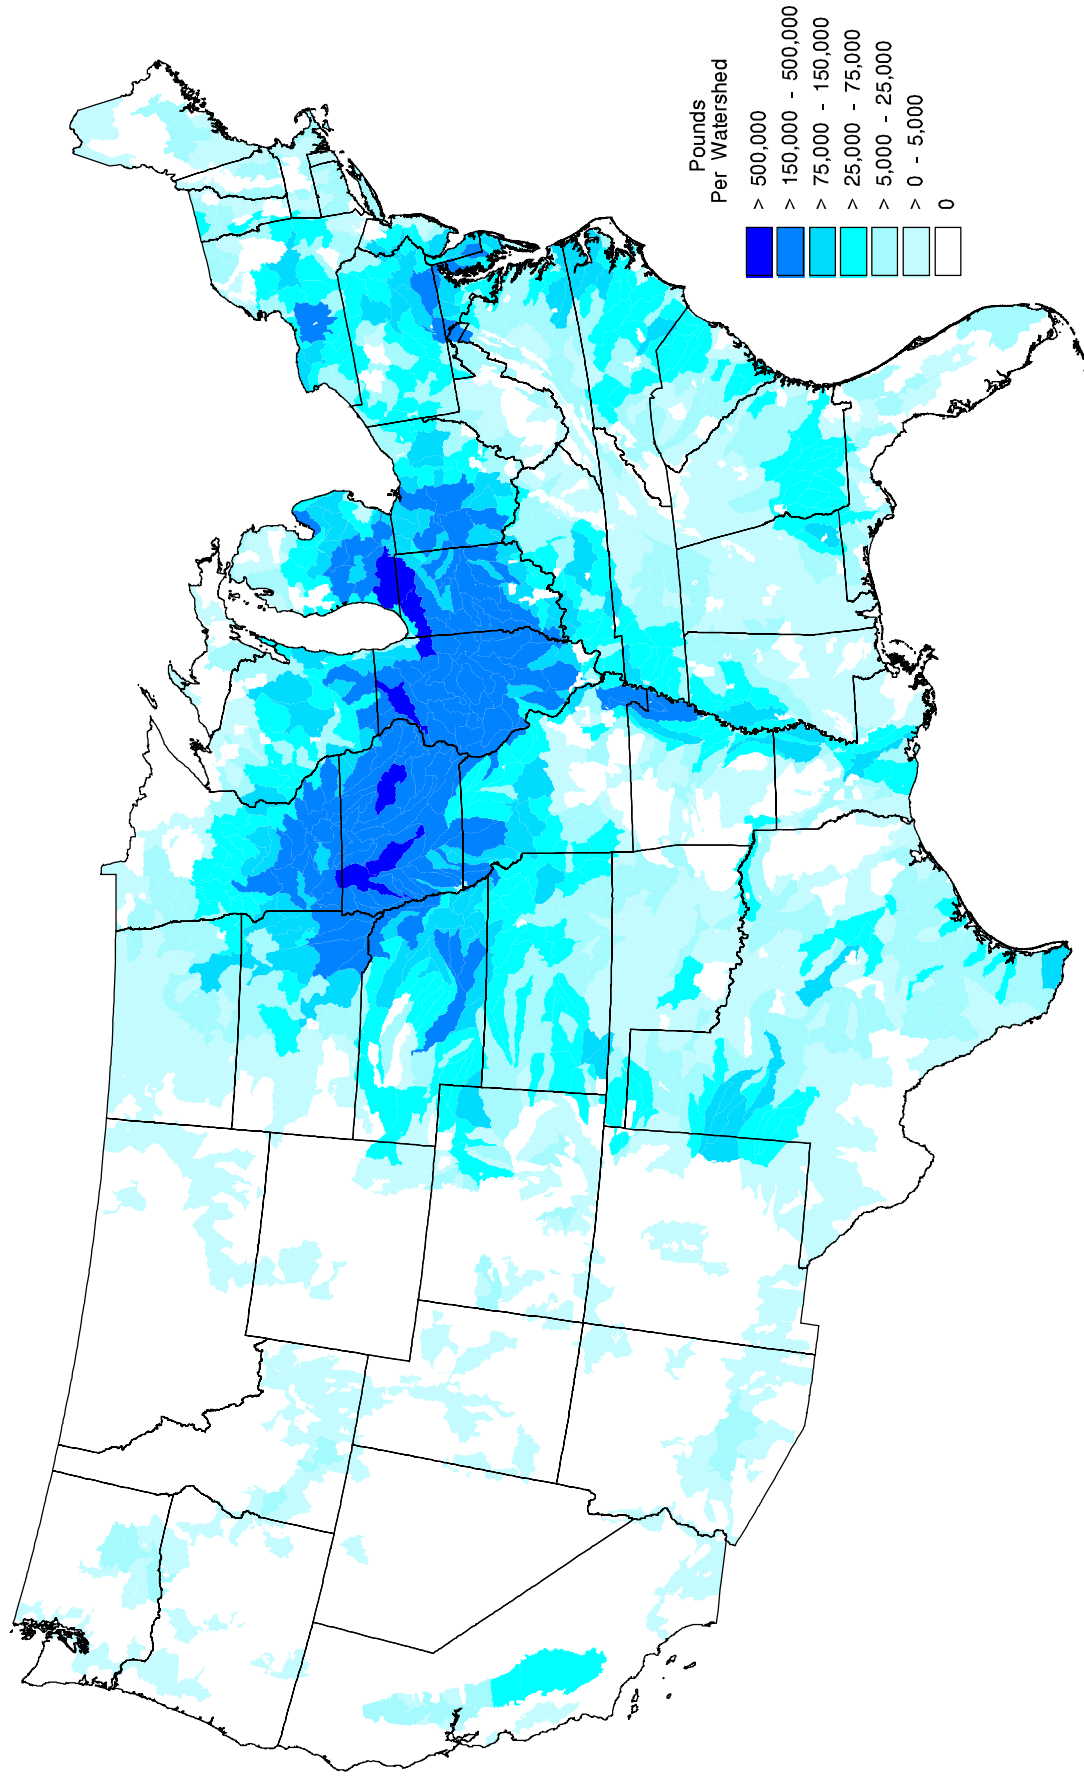 Pounds
Per Watershed
> 500,000
> 150,000 - 500,000
> 75,000 - 150,000
> 25,000 - 75,000
> 5,000 - 25,000
> 0 - 5,000
0